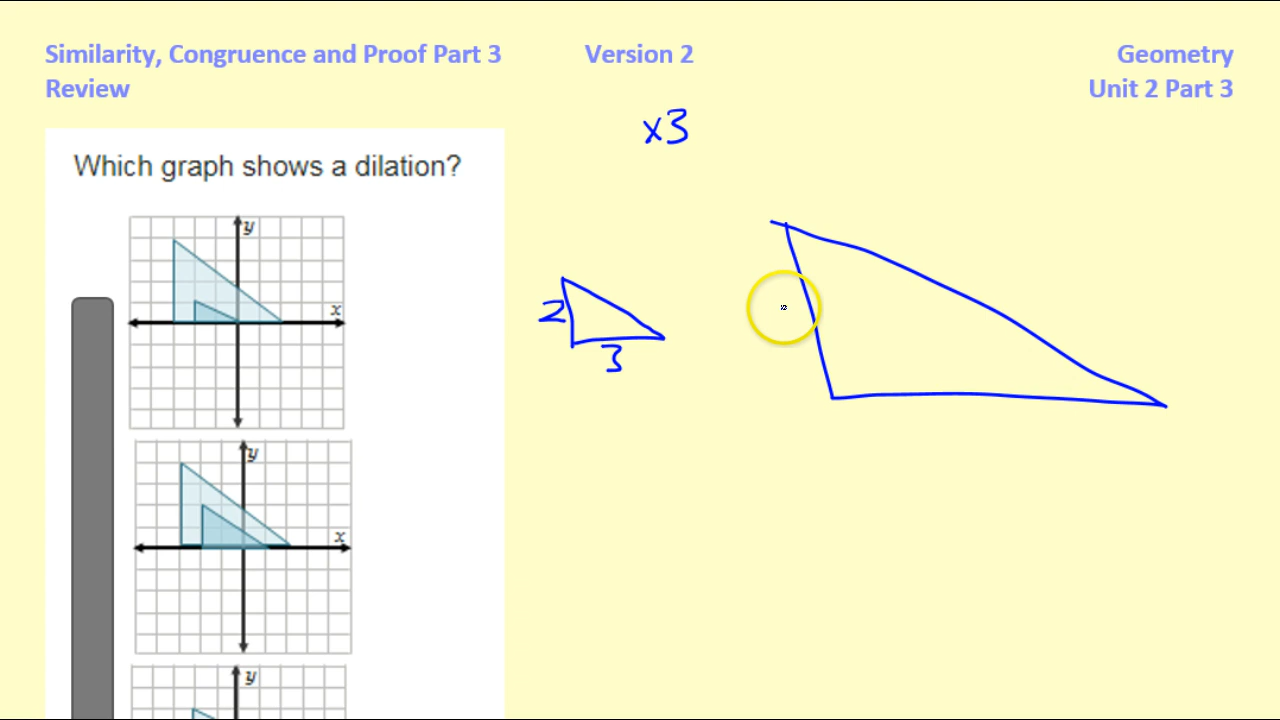 Similarity, Congruence and Proof Part 3
Review
Version 2
Geometry
Unit 2 Part 3
x3
Which graph shows a dilation?
y
x
2
3
y
x
y